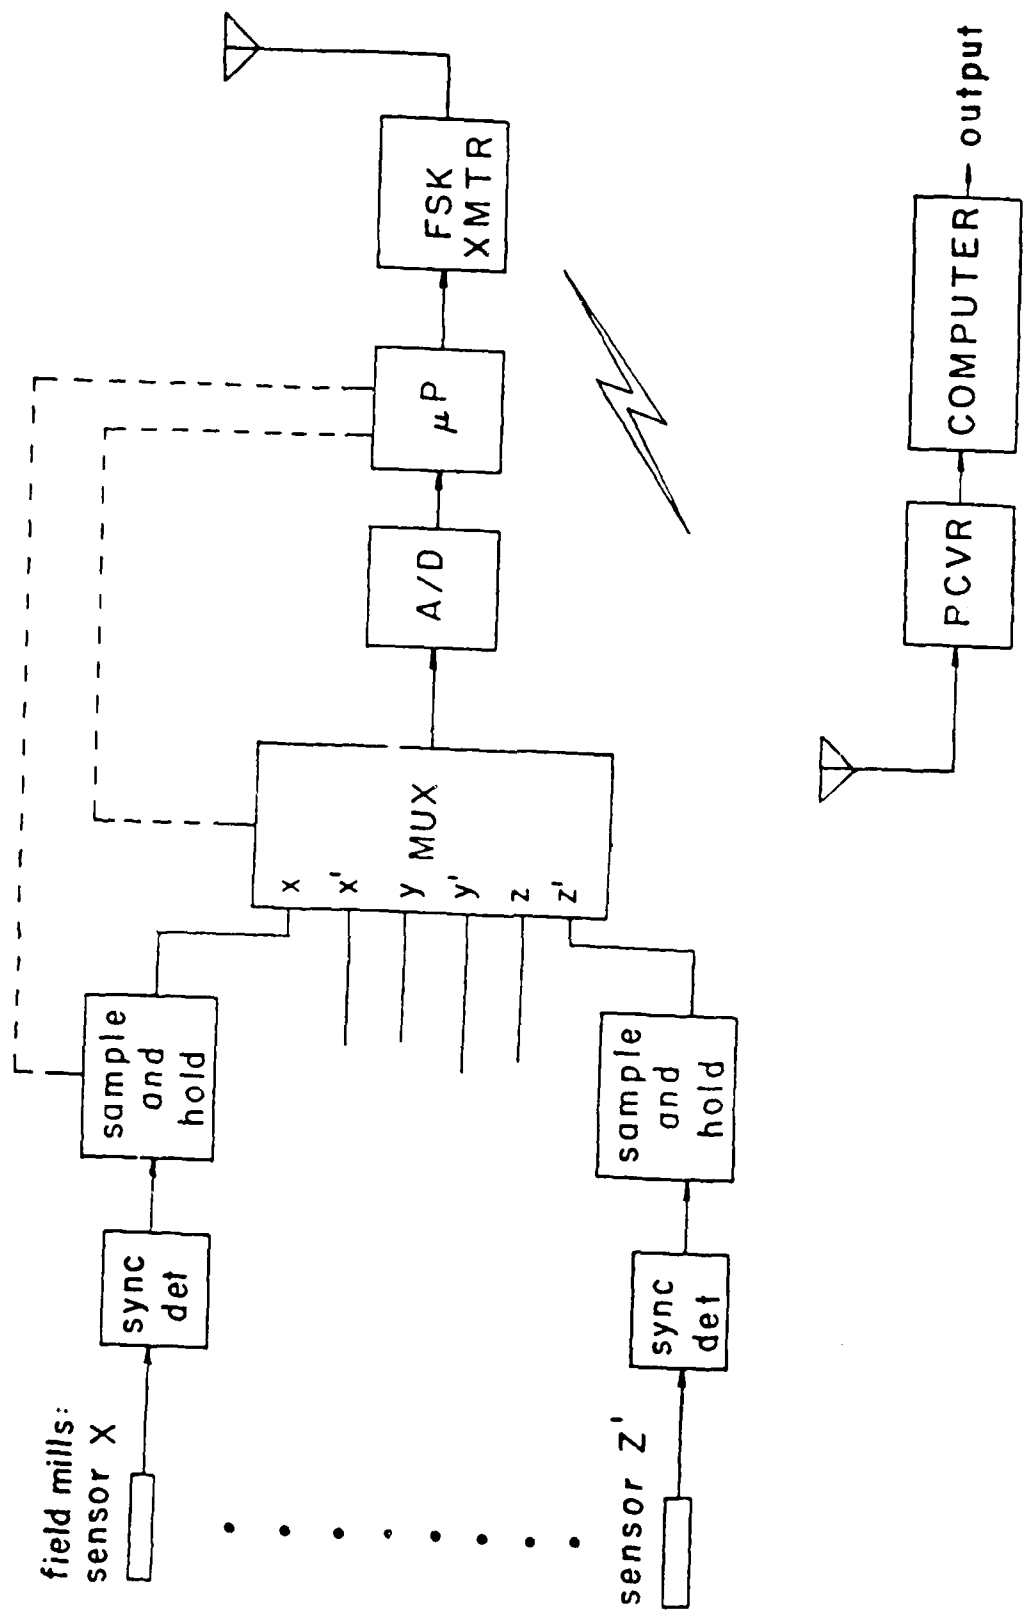 field mills:
sensor X
sync
det
sample
and
hold
x
x'
y
y'
z
z'
MUX
A/D
μP
FSK
XMTR
sensor Z'
sync
det
sample
and
hold
PCVR
COMPUTER
output